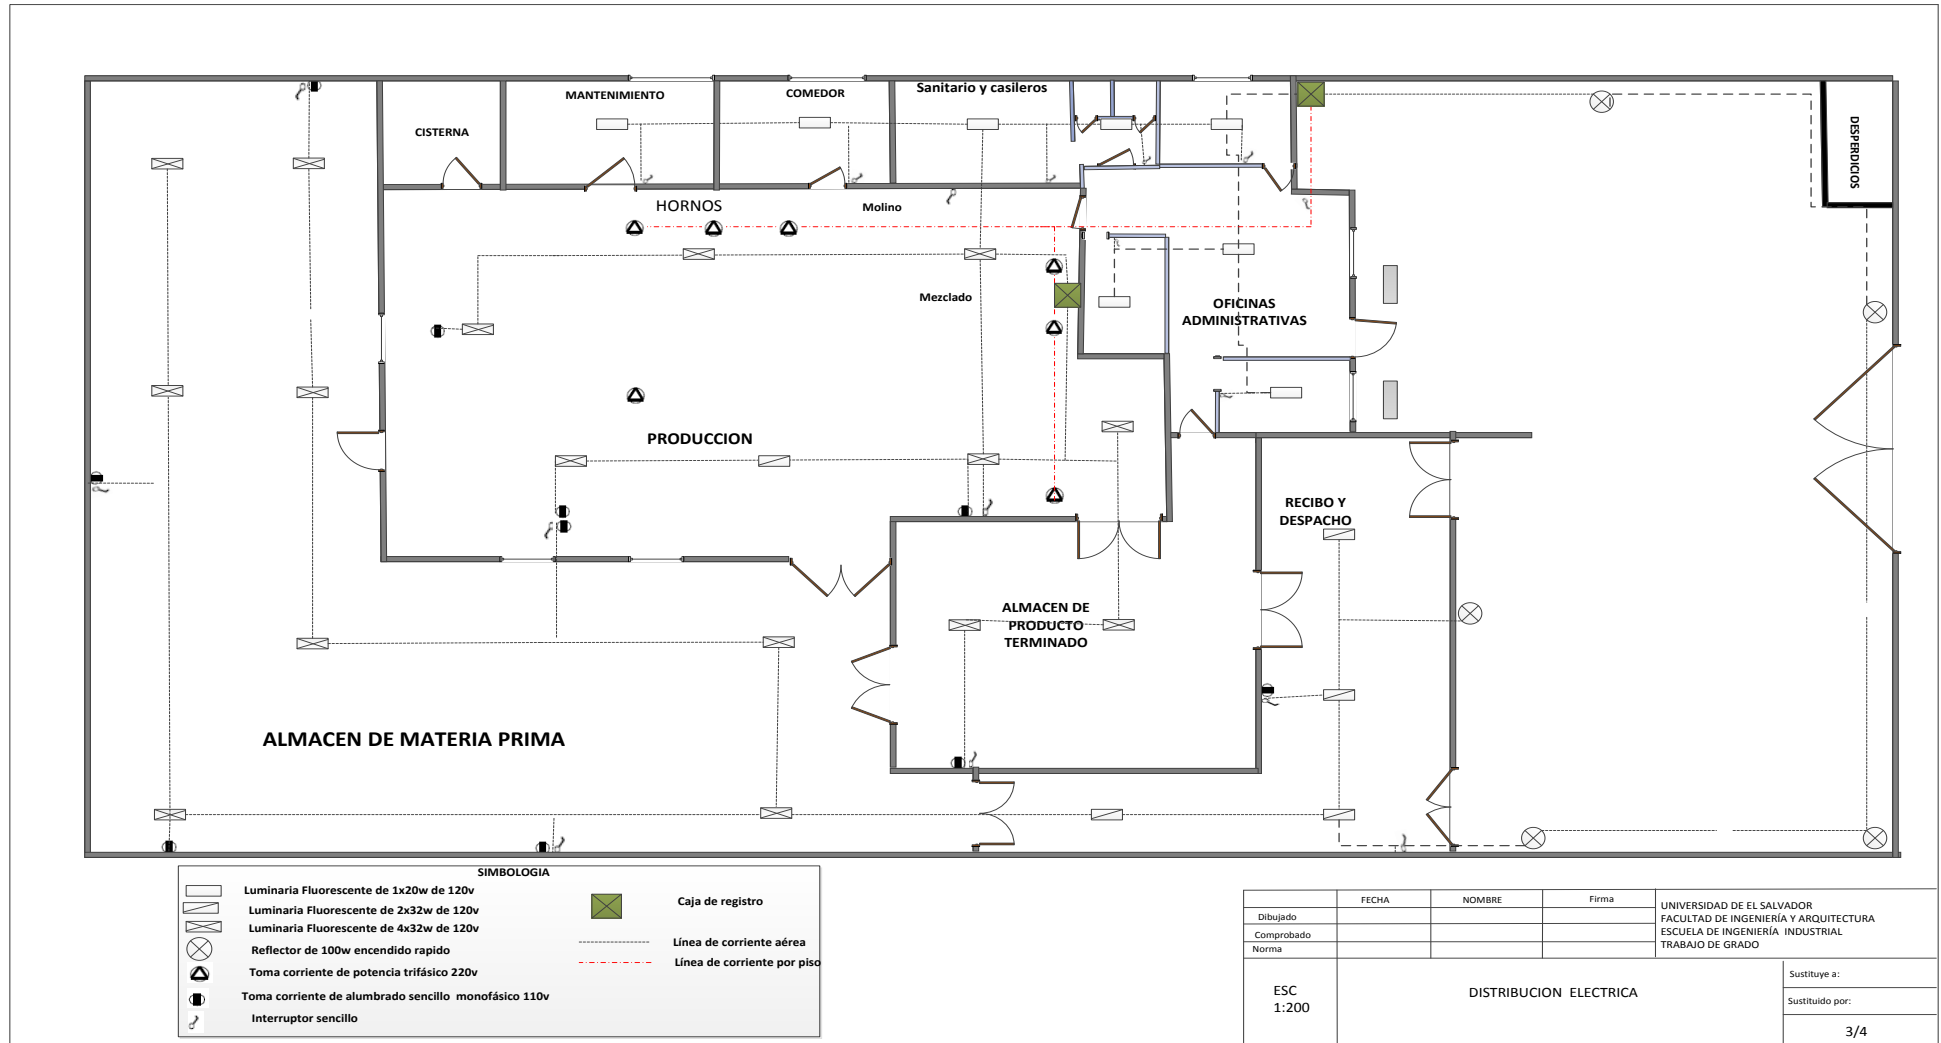 Sanitario y casileros
MANTENIMIENTO
COMEDOR
CISTERNA
DESPERDICIOS
HORNOS
Molino
Mezclado
OFICINAS
ADMINISTRATIVAS
PRODUCCION
RECIBO Y
DESPACHO
ALMACEN DE
PRODUCTO
TERMINADO
ALMACEN DE MATERIA PRIMA
SIMBOLOGIA
Luminaria Fluorescente de 1x20w de 120v
Luminaria Fluorescente de 2x32w de 120v
Luminaria Fluorescente de 4x32w de 120v
Reflector de 100w encendido rapido
Toma corriente de potencia trifásico 220v
Toma corriente de alumbrado sencillo monofásico 110v
Interruptor sencillo
Caja de registro
Línea de corriente aérea
Línea de corriente por piso
FECHA
NOMBRE
Firma
Dibujado
Comprobado
Norma
UNIVERSIDAD DE EL SALVADOR
FACULTAD DE INGENIERÍA Y ARQUITECTURA
ESCUELA DE INGENIERÍA INDUSTRIAL
TRABAJO DE GRADO
ESC
1:200
DISTRIBUCION ELECTRICA
Sustituye a:
Sustituido por:
3/4